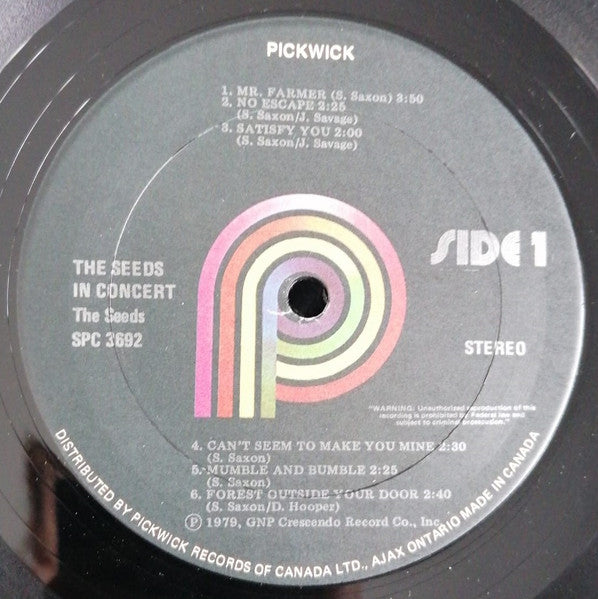 PICKWICK
1. MR. FARMER (S. Saxon) 3:50
2. NO ESCAPE 2:25
(S. Saxon/J. Savage)
3. SATISFY YOU 2:00
(S. Saxon/J. Savage)
SIDE 1
THE SEEDS
IN CONCERT
The Seeds
SPC 3692
STEREO
"WARNING: Unauthorized reproduction of this
recording is prohibited by Federal law and
subject to criminal prosecution."
4. CAN'T SEEM TO MAKE YOU MINE 2:30
(S. Saxon)
5. MUMBLE AND BUMBLE 2:25
(S. Saxon)
6. FOREST OUTSIDE YOUR DOOR 2:40
(S. Saxon/D. Hooper)
Ⓟ 1979, GNP Crescendo Record Co., Inc.
DISTRIBUTED BY PICKWICK RECORDS OF CANADA LTD., AJAX ONTARIO MADE IN CANADA